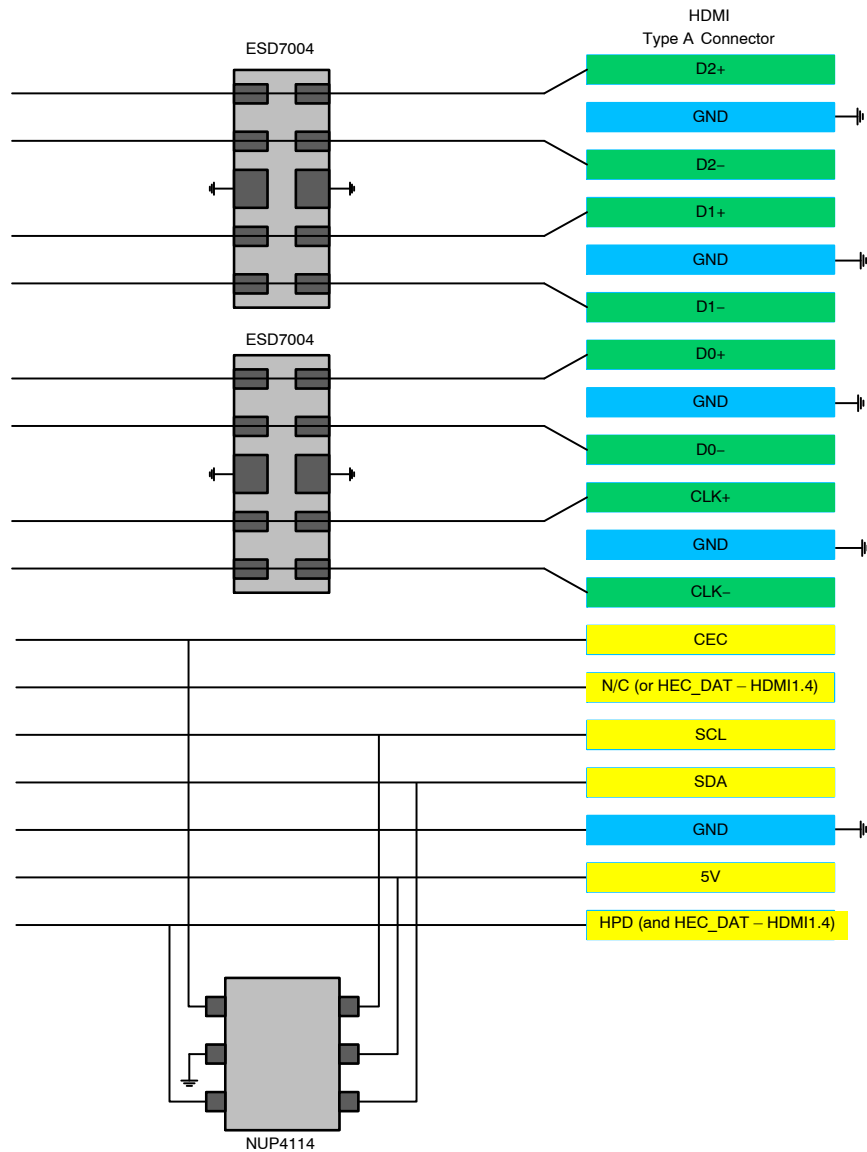 HDMI
Type A Connector
ESD7004
D2+
GND
D2−
D1+
GND
D1−
ESD7004
D0+
GND
D0−
CLK+
GND
CLK−
CEC
N/C (or HEC_DAT – HDMI1.4)
SCL
SDA
GND
5V
HPD (and HEC_DAT – HDMI1.4)
NUP4114